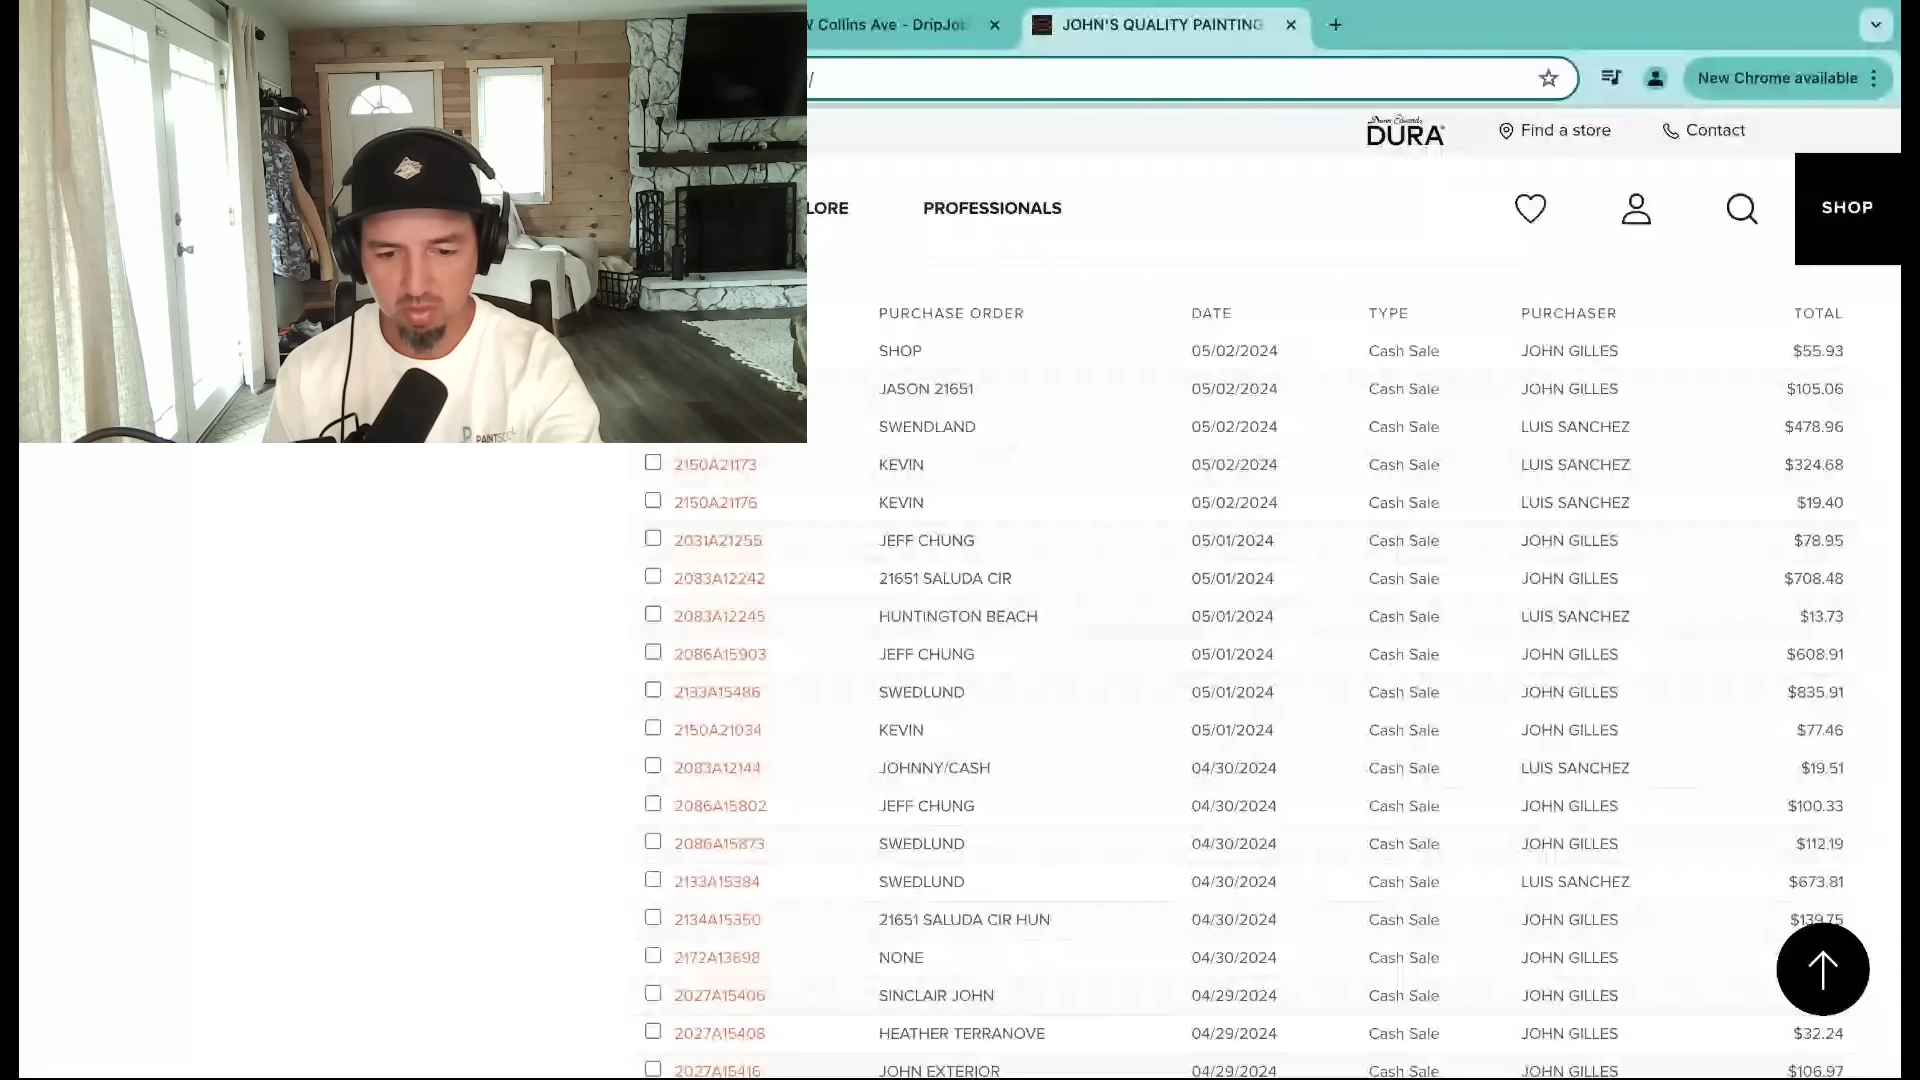 V Collins Ave - DripJob
JOHN'S QUALITY PAINTING
/
New Chrome available
Dunn-Edwards
DURA
Find a store
Contact
LORE
PROFESSIONALS
SHOP
PURCHASE ORDER DATE TYPE PURCHASER TOTAL
SHOP 05/02/2024 Cash Sale JOHN GILLES $55.93
JASON 21651 05/02/2024 Cash Sale JOHN GILLES $105.06
SWENDLAND 05/02/2024 Cash Sale LUIS SANCHEZ $478.96
2150A21173 KEVIN 05/02/2024 Cash Sale LUIS SANCHEZ $324.68
2150A21176 KEVIN 05/02/2024 Cash Sale LUIS SANCHEZ $19.40
2031A21255 JEFF CHUNG 05/01/2024 Cash Sale JOHN GILLES $78.95
2083A12242 21651 SALUDA CIR 05/01/2024 Cash Sale JOHN GILLES $708.48
2083A12245 HUNTINGTON BEACH 05/01/2024 Cash Sale LUIS SANCHEZ $13.73
2086A15903 JEFF CHUNG 05/01/2024 Cash Sale JOHN GILLES $608.91
2133A15486 SWEDLUND 05/01/2024 Cash Sale JOHN GILLES $835.91
2150A21034 KEVIN 05/01/2024 Cash Sale JOHN GILLES $77.46
2083A12144 JOHNNY/CASH 04/30/2024 Cash Sale LUIS SANCHEZ $19.51
2086A15802 JEFF CHUNG 04/30/2024 Cash Sale JOHN GILLES $100.33
2086A15873 SWEDLUND 04/30/2024 Cash Sale JOHN GILLES $112.19
2133A15384 SWEDLUND 04/30/2024 Cash Sale LUIS SANCHEZ $673.81
2134A15350 21651 SALUDA CIR HUN 04/30/2024 Cash Sale JOHN GILLES $139.75
2172A13698 NONE 04/30/2024 Cash Sale JOHN GILLES
2027A15406 SINCLAIR JOHN 04/29/2024 Cash Sale JOHN GILLES
2027A15408 HEATHER TERRANOVE 04/29/2024 Cash Sale JOHN GILLES $32.24
2027A15416 JOHN EXTERIOR 04/29/2024 Cash Sale JOHN GILLES $106.97